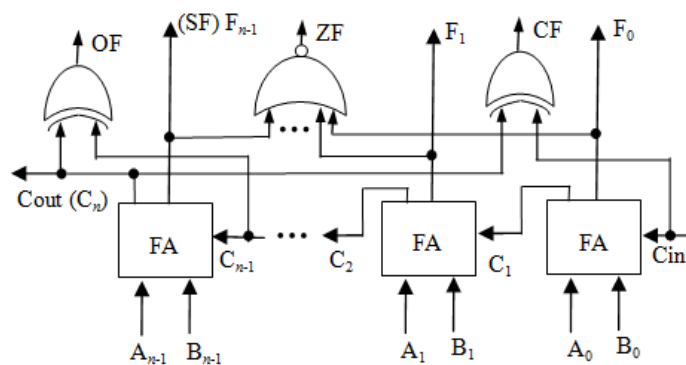 OF (SF) Fₙ₋₁ ZF F₁ CF F₀
Cout (Cₙ)
FA Cₙ₋₁ ••• C₂ FA C₁ FA Cin
Aₙ₋₁ Bₙ₋₁ A₁ B₁ A₀ B₀